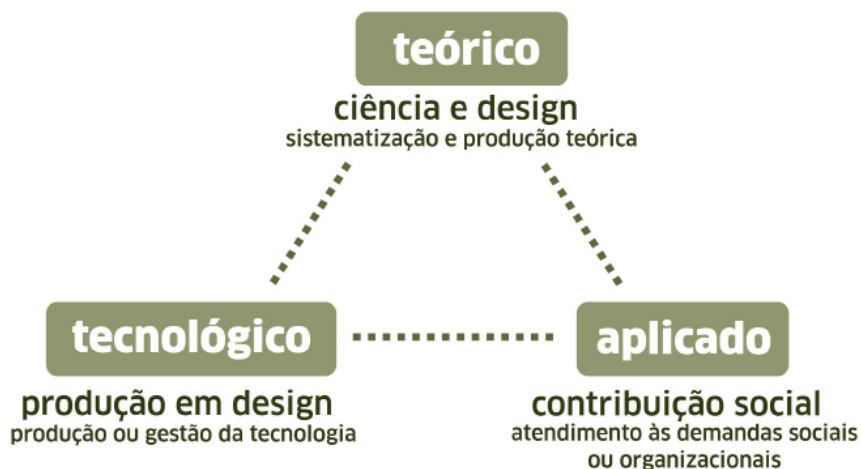 teórico
ciência e design
sistematização e produção teórica
tecnológico
produção em design
produção ou gestão da tecnologia
aplicado
contribuição social
atendimento às demandas sociais
ou organizacionais